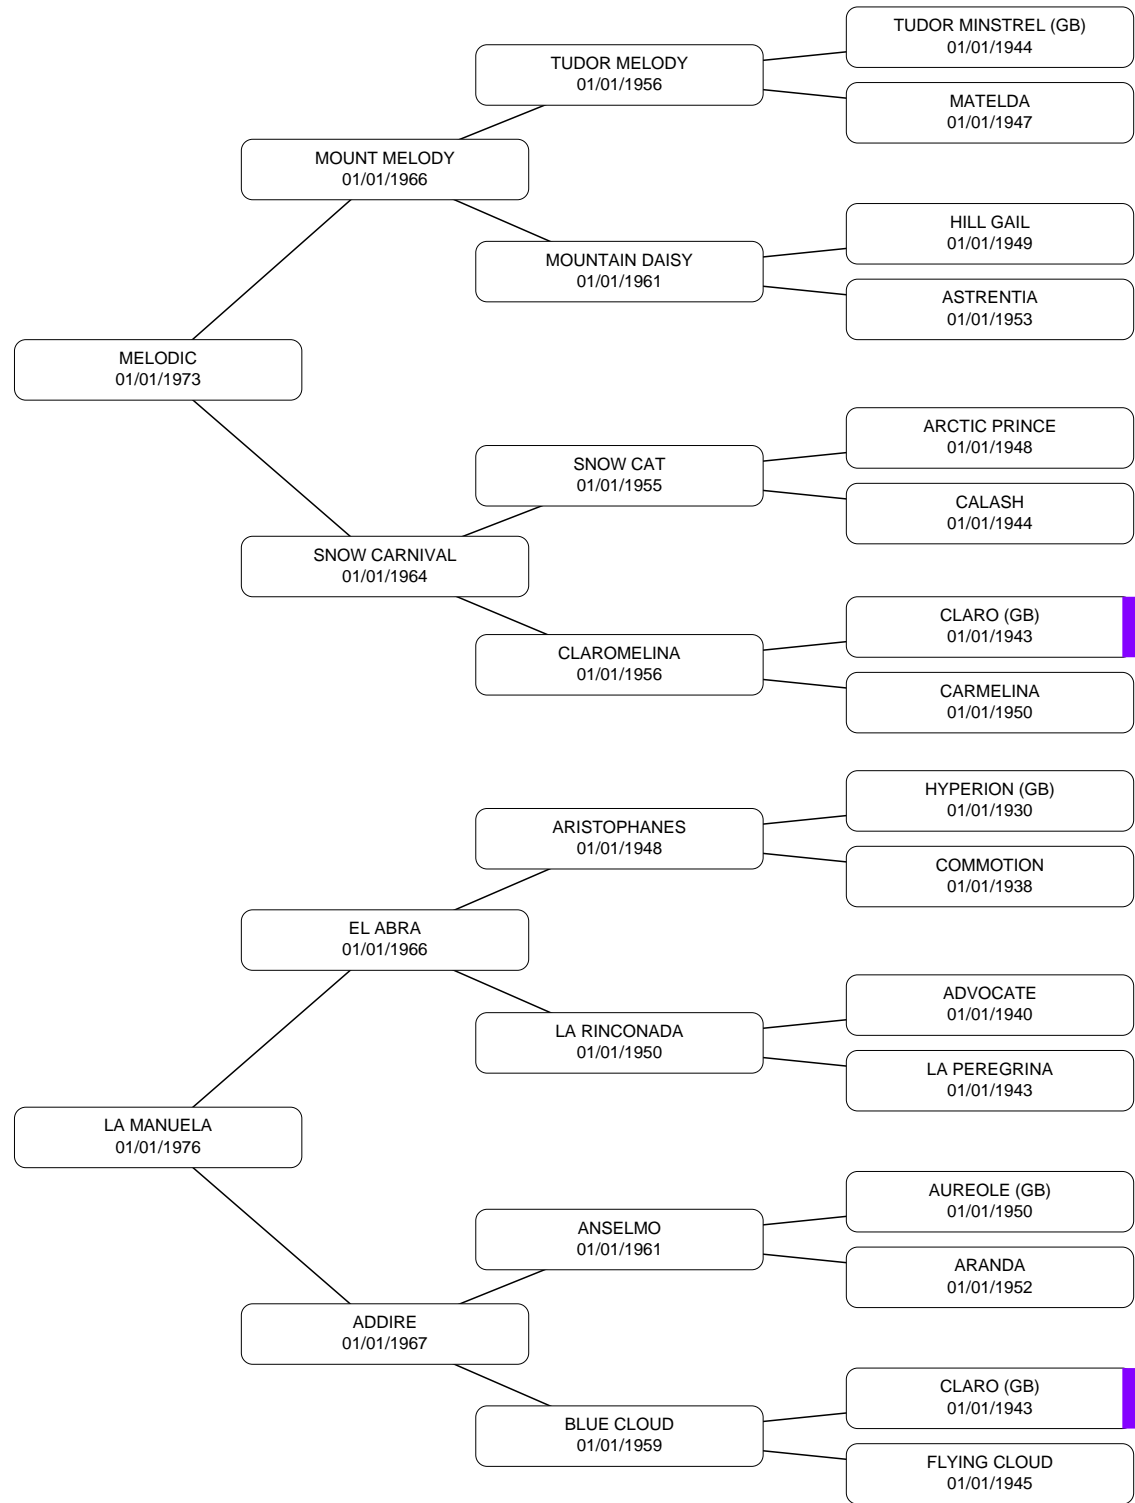 TUDOR MINSTREL (GB)
01/01/1944
TUDOR MELODY
01/01/1956
MATELDA
01/01/1947
MOUNT MELODY
01/01/1966
HILL GAIL
01/01/1949
MOUNTAIN DAISY
01/01/1961
ASTRENTIA
01/01/1953
MELODIC
01/01/1973
ARCTIC PRINCE
01/01/1948
SNOW CAT
01/01/1955
CALASH
01/01/1944
SNOW CARNIVAL
01/01/1964
CLARO (GB)
01/01/1943
CLAROMELINA
01/01/1956
CARMELINA
01/01/1950
HYPERION (GB)
01/01/1930
ARISTOPHANES
01/01/1948
COMMOTION
01/01/1938
EL ABRA
01/01/1966
ADVOCATE
01/01/1940
LA RINCONADA
01/01/1950
LA PEREGRINA
01/01/1943
LA MANUELA
01/01/1976
AUREOLE (GB)
01/01/1950
ANSELMO
01/01/1961
ARANDA
01/01/1952
ADDIRE
01/01/1967
CLARO (GB)
01/01/1943
BLUE CLOUD
01/01/1959
FLYING CLOUD
01/01/1945